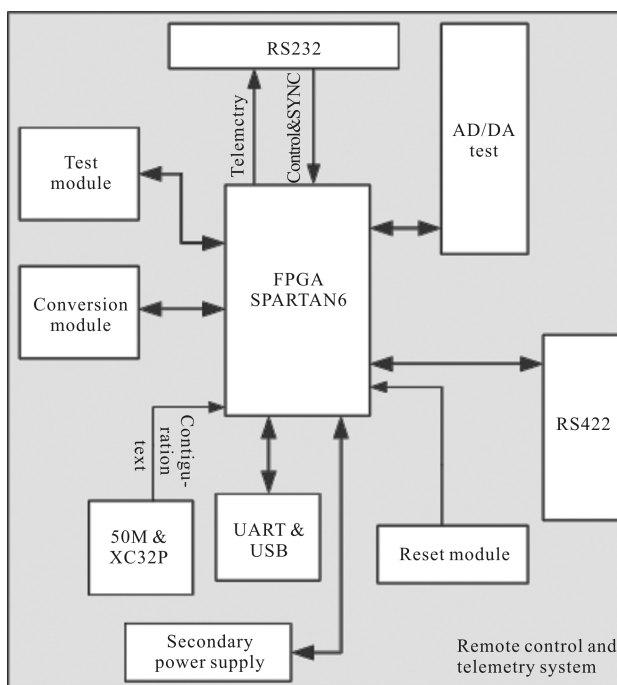 RS232
Telemctry
Control&SYNC
AD/DA
test
Test
module
FPGA
SPARTAN6
Conversion
module
RS422
Contigu-
ration
text
50M &
XC32P
UART &
USB
Reset module
Secondary
power supply
Remote control and
telemetry system